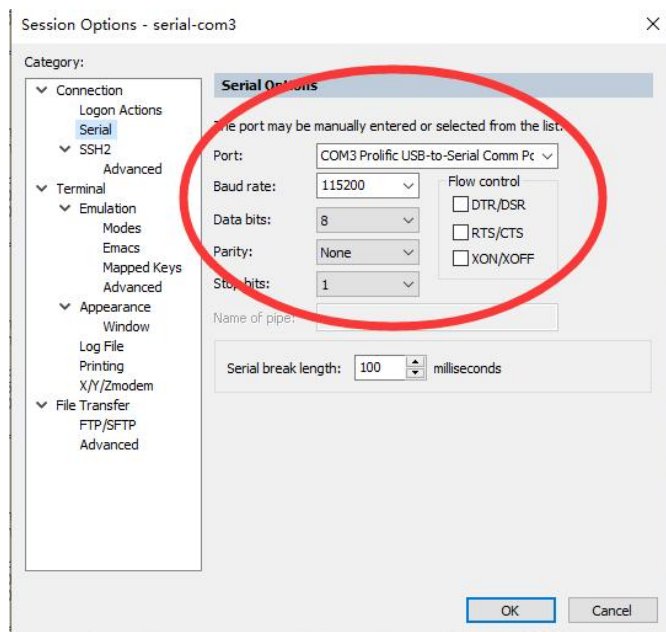 Session Options - serial-com3
Category:
Connection
Logon Actions
Serial
SSH2
Advanced
Terminal
Emulation
Modes
Emacs
Mapped Keys
Advanced
Appearance
Window
Log File
Printing
X/Y/Zmodem
File Transfer
FTP/SFTP
Advanced
Serial Options
The port may be manually entered or selected from the list.
Port: COM3 Prolific USB-to-Serial Comm Pc
Baud rate: 115200
Flow control
DTR/DSR
Data bits: 8
RTS/CTS
Parity: None
XON/XOFF
Stop bits: 1
Name of pipe:
Serial break length: 100 milliseconds
OK Cancel